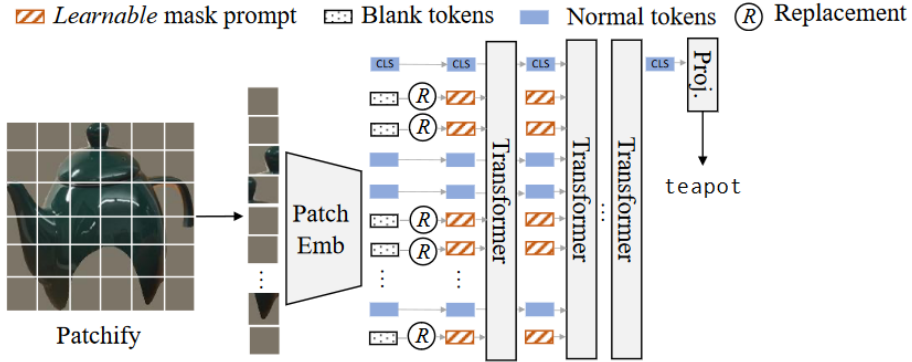 Learnable mask prompt Blank tokens Normal tokens R Replacement
CLS CLS CLS CLS
R
R
R
R
R
Patch
Emb
Transformer
Transformer
...
Transformer
Proj.
teapot
Patchify